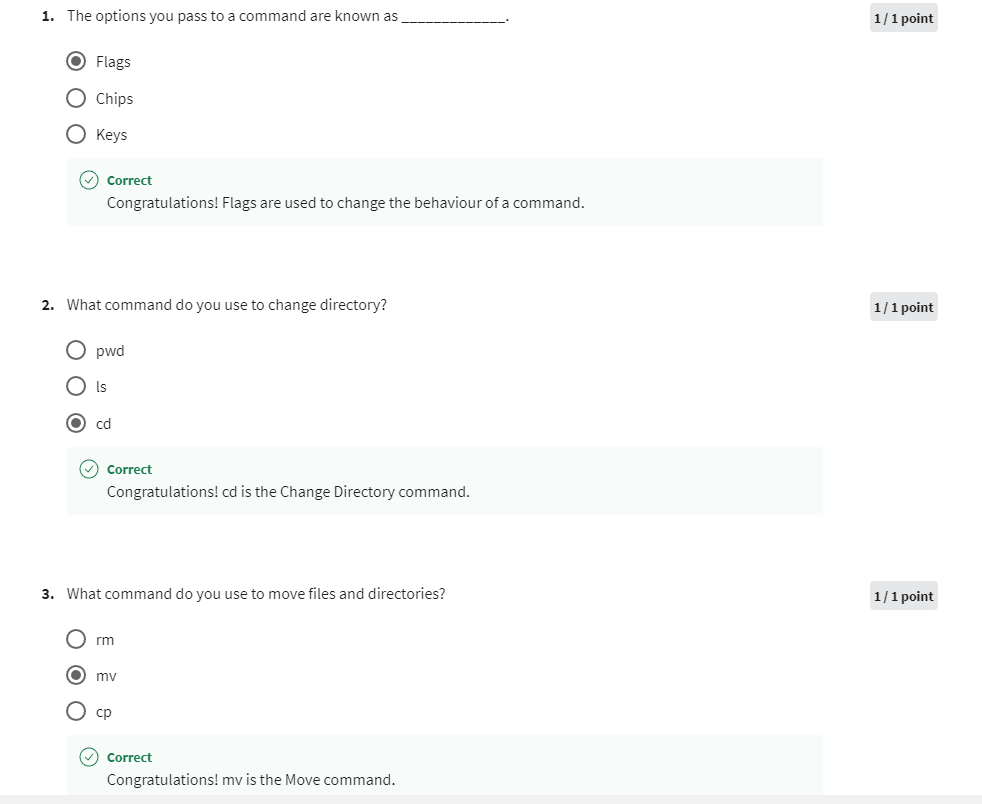 1. The options you pass to a command are known as _____________.
1 / 1 point
Flags
Chips
Keys
Correct
Congratulations! Flags are used to change the behaviour of a command.
2. What command do you use to change directory?
1 / 1 point
pwd
ls
cd
Correct
Congratulations! cd is the Change Directory command.
3. What command do you use to move files and directories?
1 / 1 point
rm
mv
cp
Correct
Congratulations! mv is the Move command.